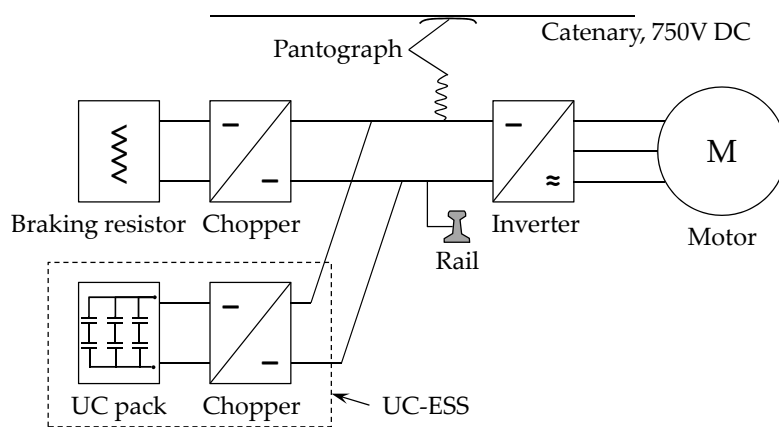 Catenary, 750V DC
Pantograph
M
Braking resistor
Chopper
Inverter
Motor
Rail
UC pack
Chopper
UC-ESS